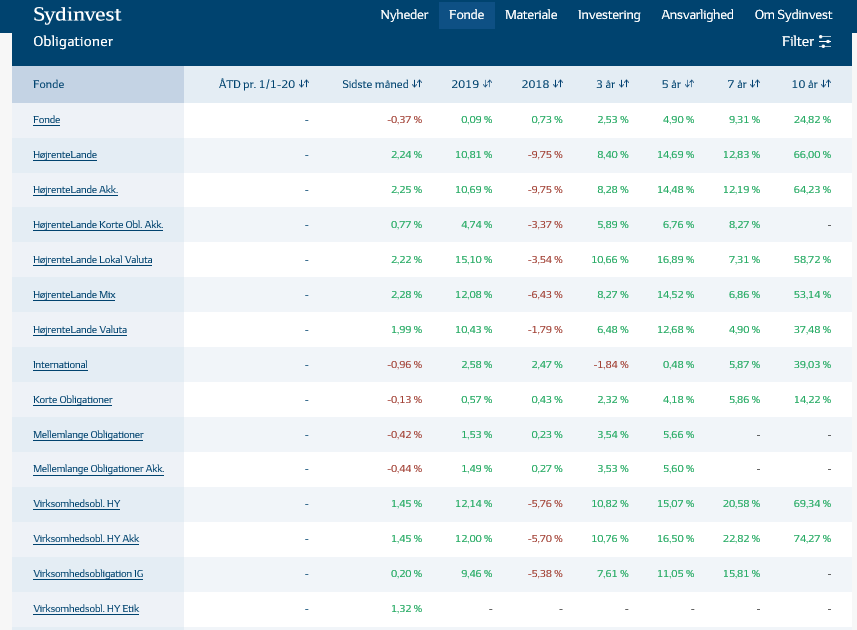 Sydinvest
Nyheder Fonde Materiale Investering Ansvarlighed Om Sydinvest
Obligationer Filter
Fonde ÅTD pr. 1/1-20 Sidste måned 2019 2018 3 år 5 år 7 år 10 år
Fonde - -0,37 % 0,09 % 0,73 % 2,53 % 4,90 % 9,31 % 24,82 %
HøjrenteLande - 2,24 % 10,81 % -9,75 % 8,40 % 14,69 % 12,83 % 66,00 %
HøjrenteLande Akk. - 2,25 % 10,69 % -9,75 % 8,28 % 14,48 % 12,19 % 64,23 %
HøjrenteLande Korte Obl. Akk. - 0,77 % 4,74 % -3,37 % 5,89 % 6,76 % 8,27 % -
HøjrenteLande Lokal Valuta - 2,22 % 15,10 % -3,54 % 10,66 % 16,89 % 7,31 % 58,72 %
HøjrenteLande Mix - 2,28 % 12,08 % -6,43 % 8,27 % 14,52 % 6,86 % 53,14 %
HøjrenteLande Valuta - 1,99 % 10,43 % -1,79 % 6,48 % 12,68 % 4,90 % 37,48 %
International - -0,96 % 2,58 % 2,47 % -1,84 % 0,48 % 5,87 % 39,03 %
Korte Obligationer - -0,13 % 0,57 % 0,43 % 2,32 % 4,18 % 5,86 % 14,22 %
Mellemlange Obligationer - -0,42 % 1,53 % 0,23 % 3,54 % 5,66 % - -
Mellemlange Obligationer Akk. - -0,44 % 1,49 % 0,27 % 3,53 % 5,60 % - -
Virksomhedsobl. HY - 1,45 % 12,14 % -5,76 % 10,82 % 15,07 % 20,58 % 69,34 %
Virksomhedsobl. HY Akk - 1,45 % 12,00 % -5,70 % 10,76 % 16,50 % 22,82 % 74,27 %
Virksomhedsobligation IG - 0,20 % 9,46 % -5,38 % 7,61 % 11,05 % 15,81 % -
Virksomhedsobl. HY Etik - 1,32 % - - - - - -